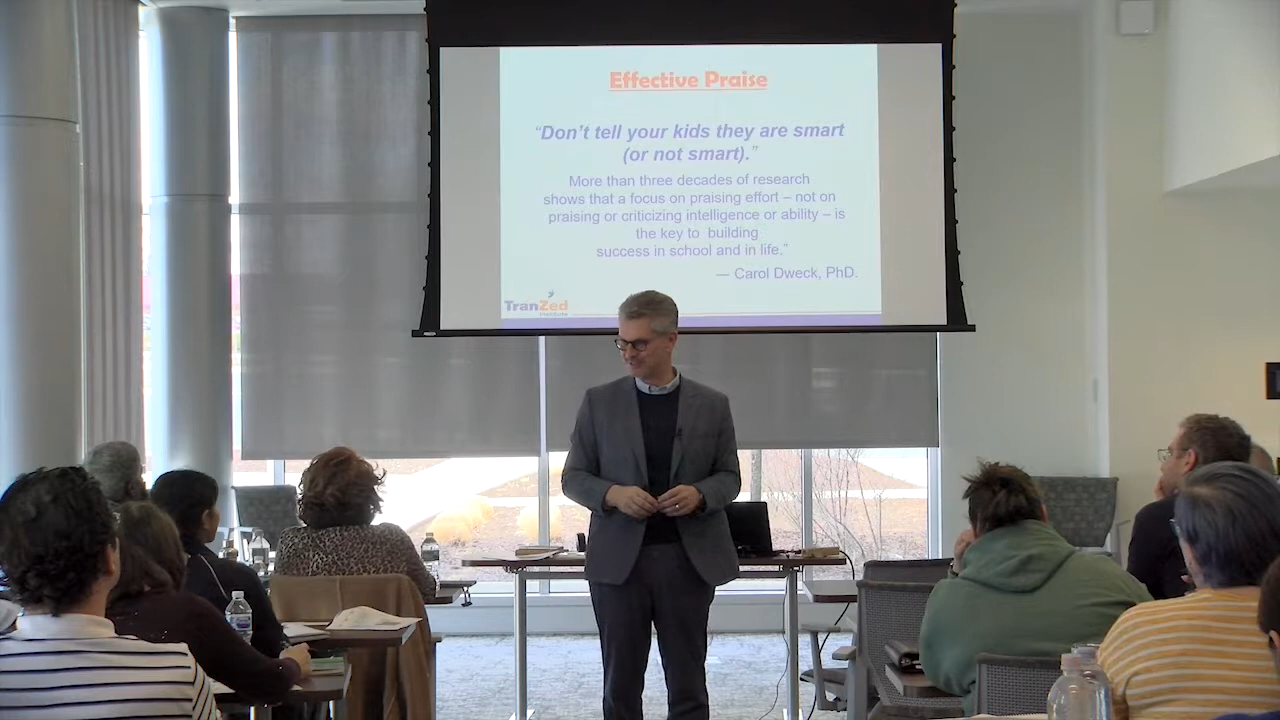 Effective Praise
“Don’t tell your kids they are smart
(or not smart).”
More than three decades of research
shows that a focus on praising effort – not on
praising or criticizing intelligence or ability – is
the key to building
success in school and in life.”
— Carol Dweck, PhD.
TranZed
Institute